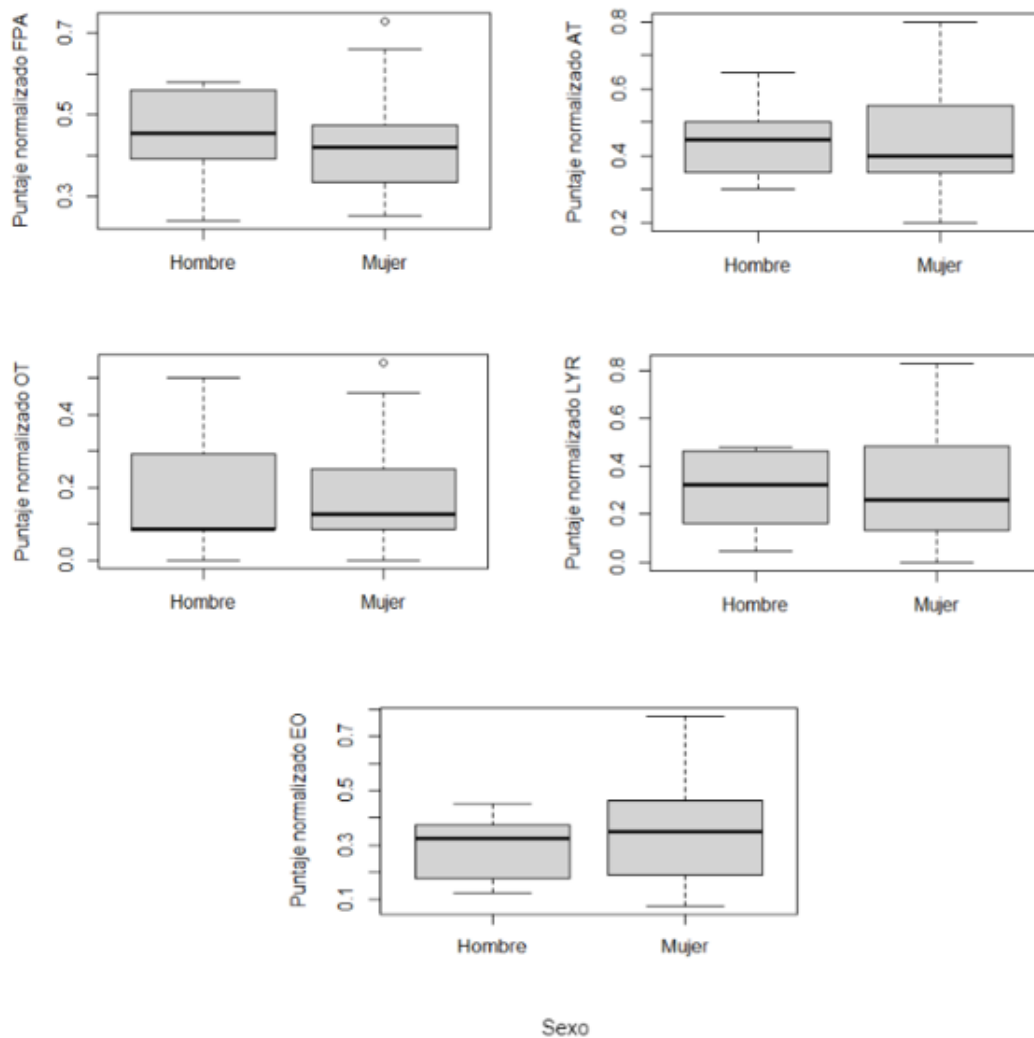 Puntaje normalizado FPA
0.7
0.5
0.3
Hombre Mujer
Puntaje normalizado AT
0.8
0.6
0.4
0.2
Hombre Mujer
Puntaje normalizado OT
0.4
0.2
0.0
Hombre Mujer
Puntaje normalizado LYR
0.8
0.6
0.4
0.2
0.0
Hombre Mujer
Puntaje normalizado EO
0.7
0.5
0.3
0.1
Hombre Mujer
Sexo